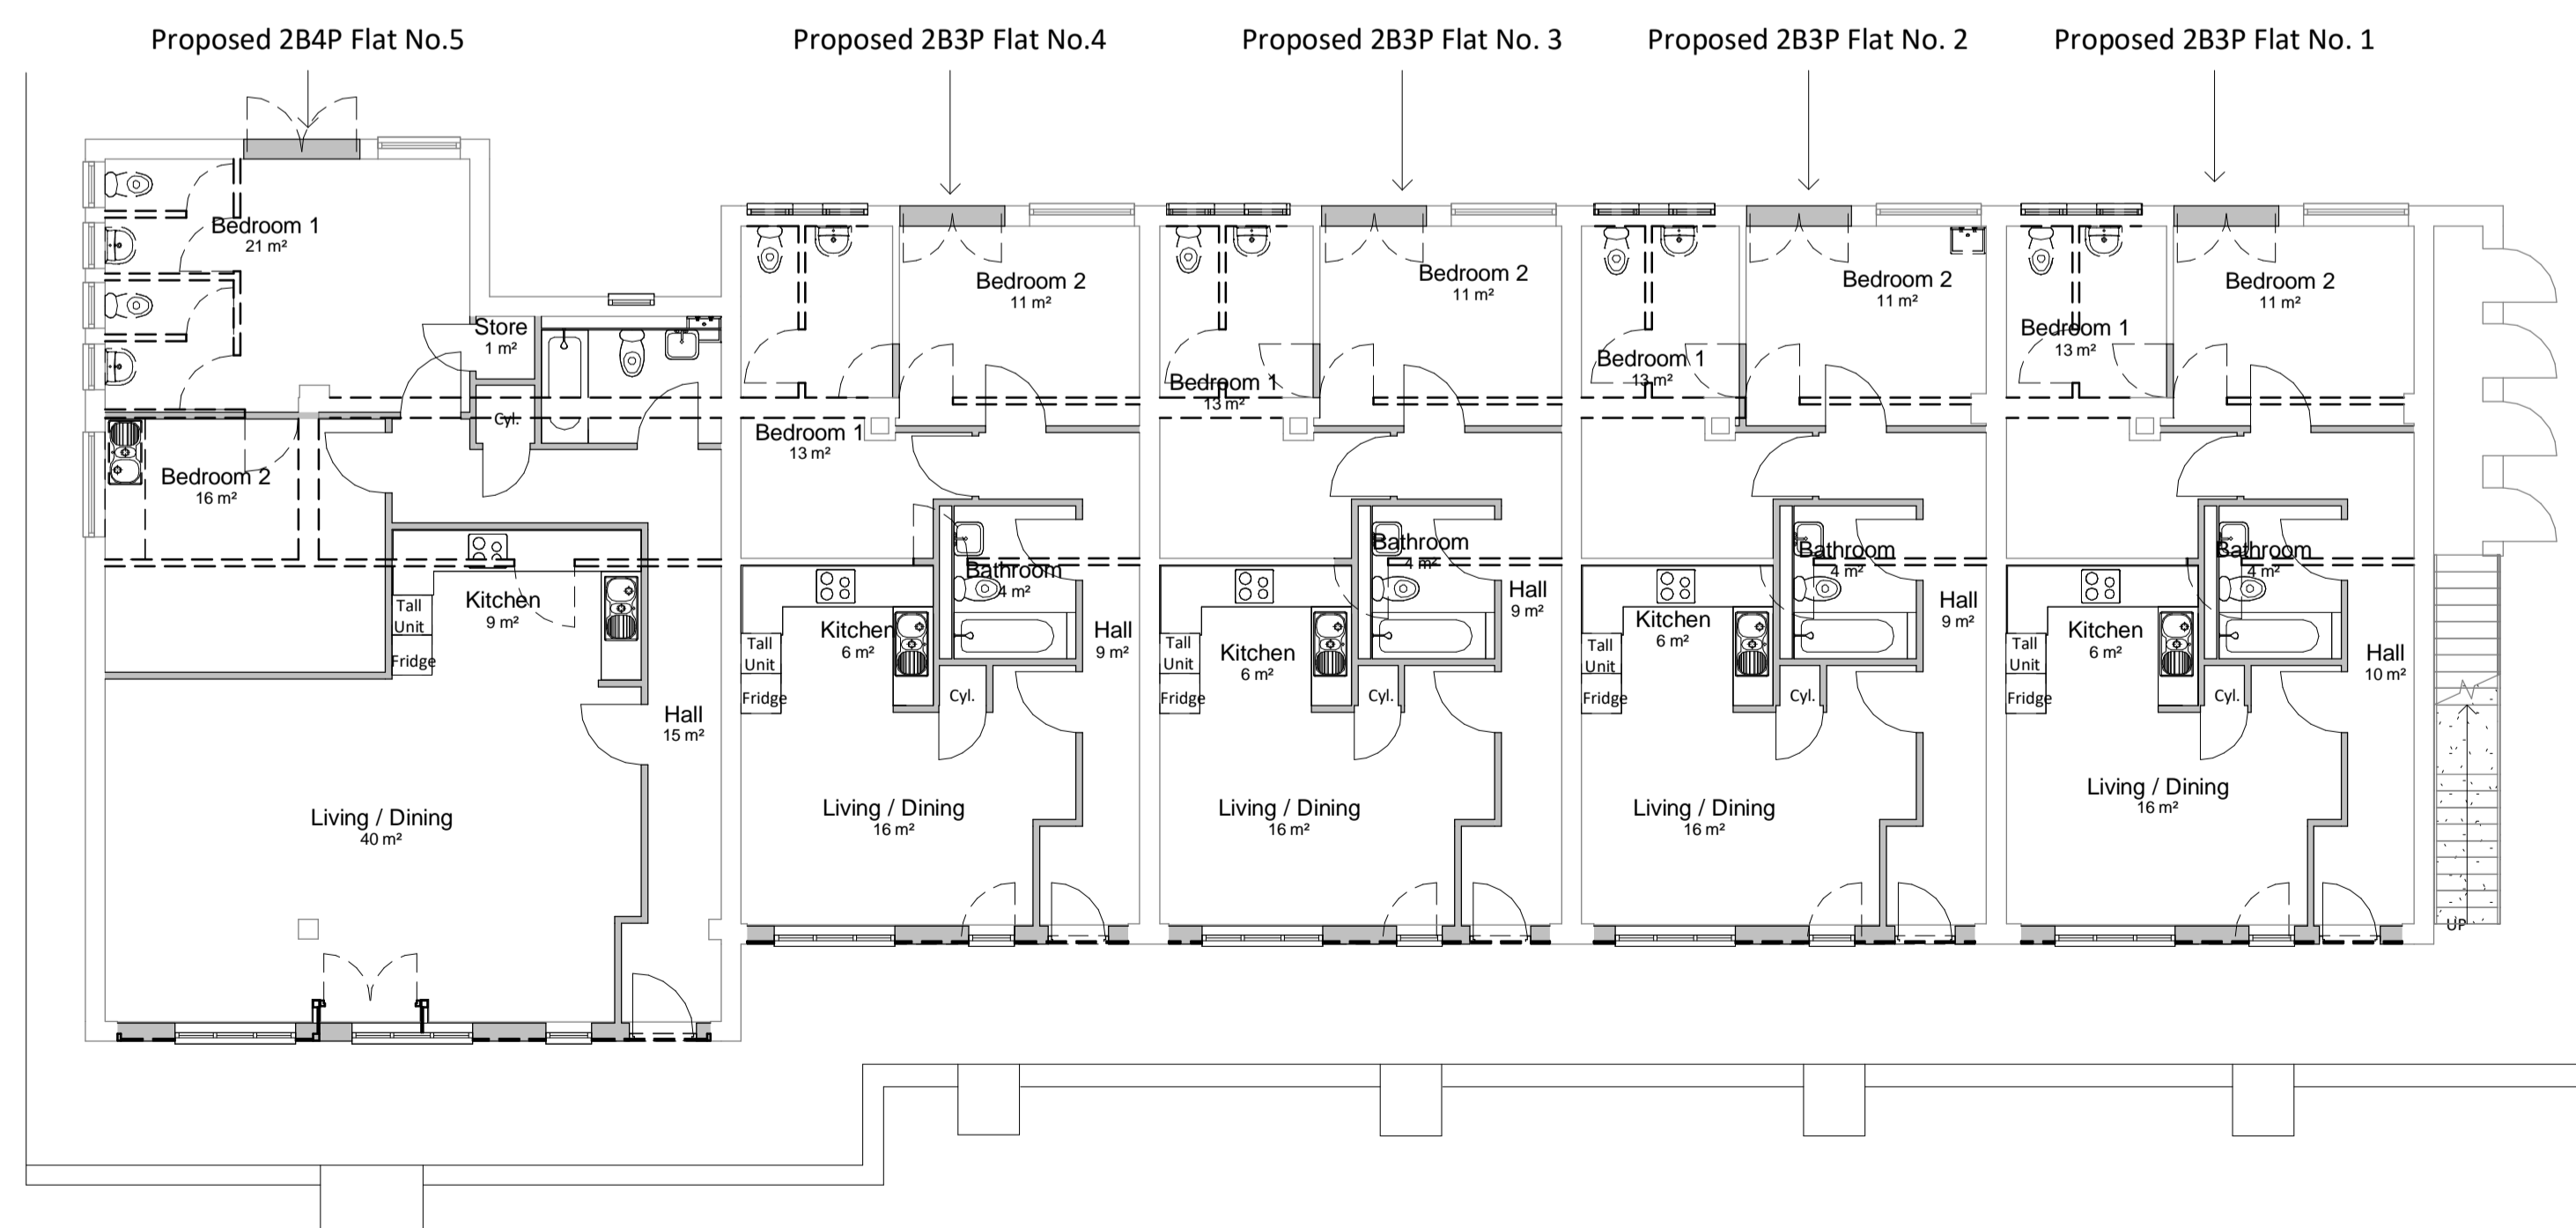 Proposed 2B4P Flat No.5
Proposed 2B3P Flat No.4
Proposed 2B3P Flat No. 3
Proposed 2B3P Flat No. 2
Proposed 2B3P Flat No. 1
Bedroom 1
21 m²
Store
1 m²
Cyl.
Bedroom 2
16 m²
Kitchen
9 m²
Tall
Unit
Fridge
Hall
15 m²
Living / Dining
40 m²
Bedroom 2
11 m²
Bedroom 1
13 m²
Bathroom
4 m²
Kitchen
6 m²
Tall
Unit
Fridge
Cyl.
Hall
9 m²
Living / Dining
16 m²
Bedroom 2
11 m²
Bedroom 1
13 m²
Bathroom
4 m²
Kitchen
6 m²
Tall
Unit
Fridge
Cyl.
Hall
9 m²
Living / Dining
16 m²
Bedroom 2
11 m²
Bedroom 1
13 m²
Bathroom
4 m²
Kitchen
6 m²
Tall
Unit
Fridge
Cyl.
Hall
9 m²
Living / Dining
16 m²
Bedroom 2
11 m²
Bedroom 1
13 m²
Bathroom
4 m²
Kitchen
6 m²
Tall
Unit
Fridge
Cyl.
Hall
10 m²
Living / Dining
16 m²
UP